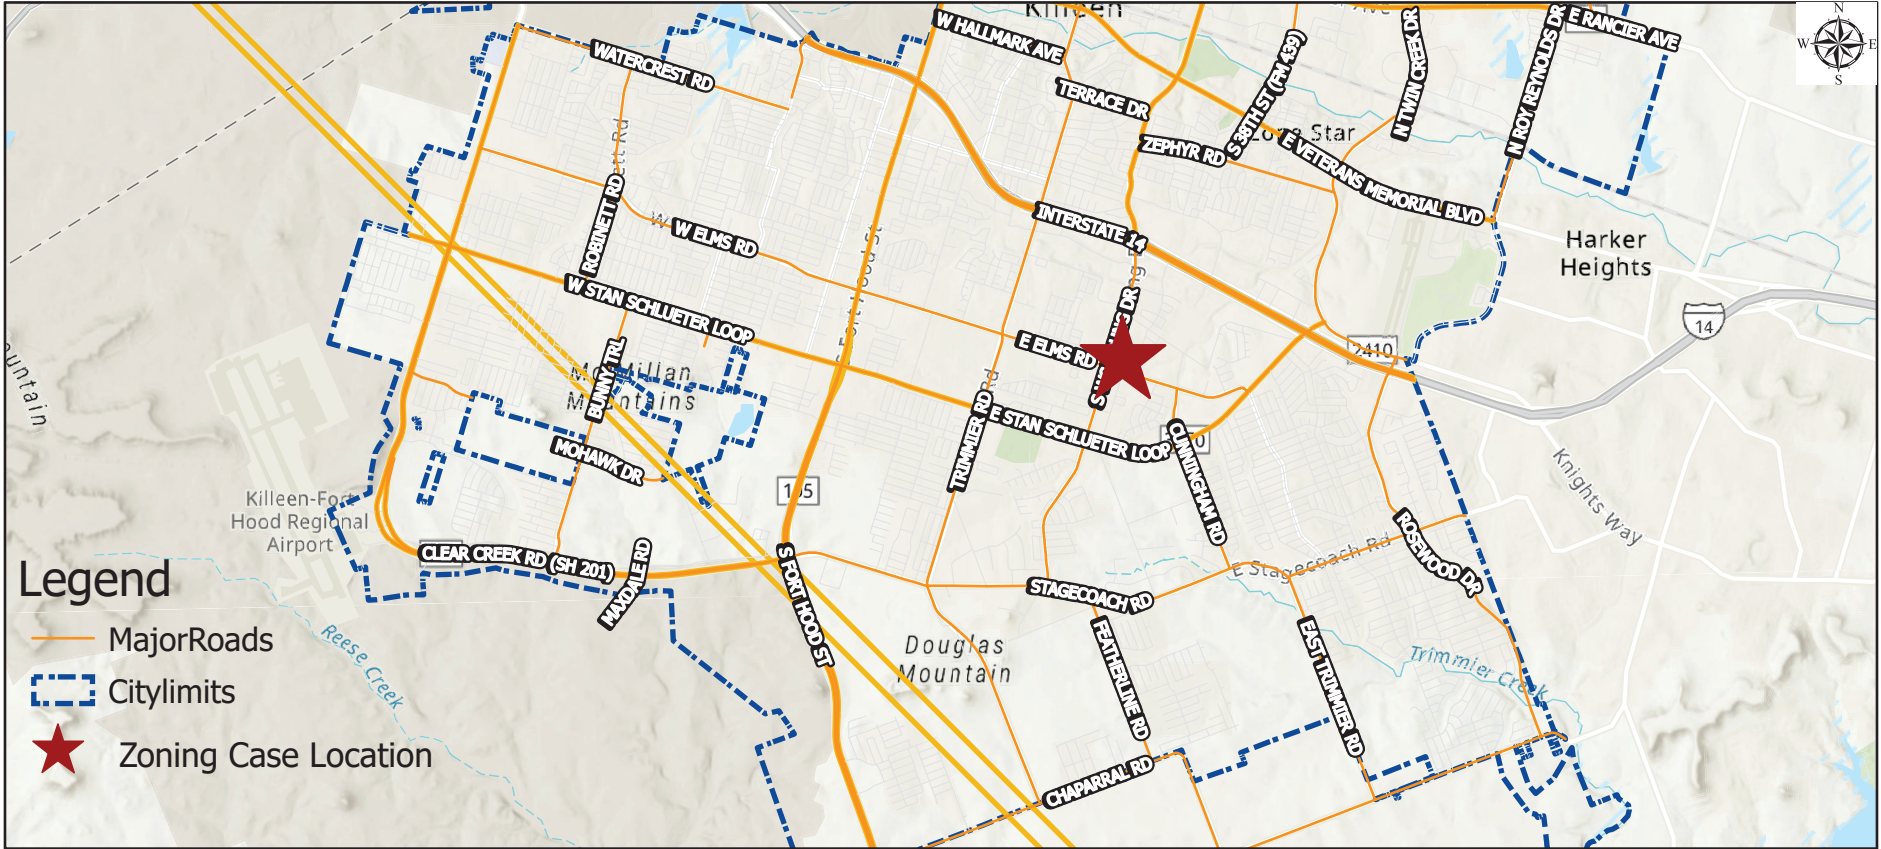 Killeen
W HALLMARK AVE
E RANCIER AVE
N
W
E
S
WATERCREST RD
TERRACE DR
ZEPHYR RD
S 38TH ST (FM 439)
N TWIN CREEK DR
N ROY REYNOLDS DR
E VETERANS MEMORIAL BLVD
INTERSTATE 14
Harker
Heights
14
2410
ROBINETT RD
W ELMS RD
W STAN SCHLUETER LOOP
E ELMS RD
BUNNY TRL
MOHAWK DR
TRIMMIER RD
E STAN SCHLUETER LOOP
CUNNINGHAM RD
Knights Way
Killeen-Fort
Hood Regional
Airport
CLEAR CREEK RD (SH 201)
MAXDALE RD
S FORT HOOD ST
E Stagecoach Rd
STAGECOACH RD
ROSEWOOD DR
Douglas
Mountain
FEATHERLINE RD
EAST TRIMMIER RD
Trimmier Creek
CHAPARRAL RD
Reese Creek
Legend
MajorRoads
Citylimits
Zoning Case Location